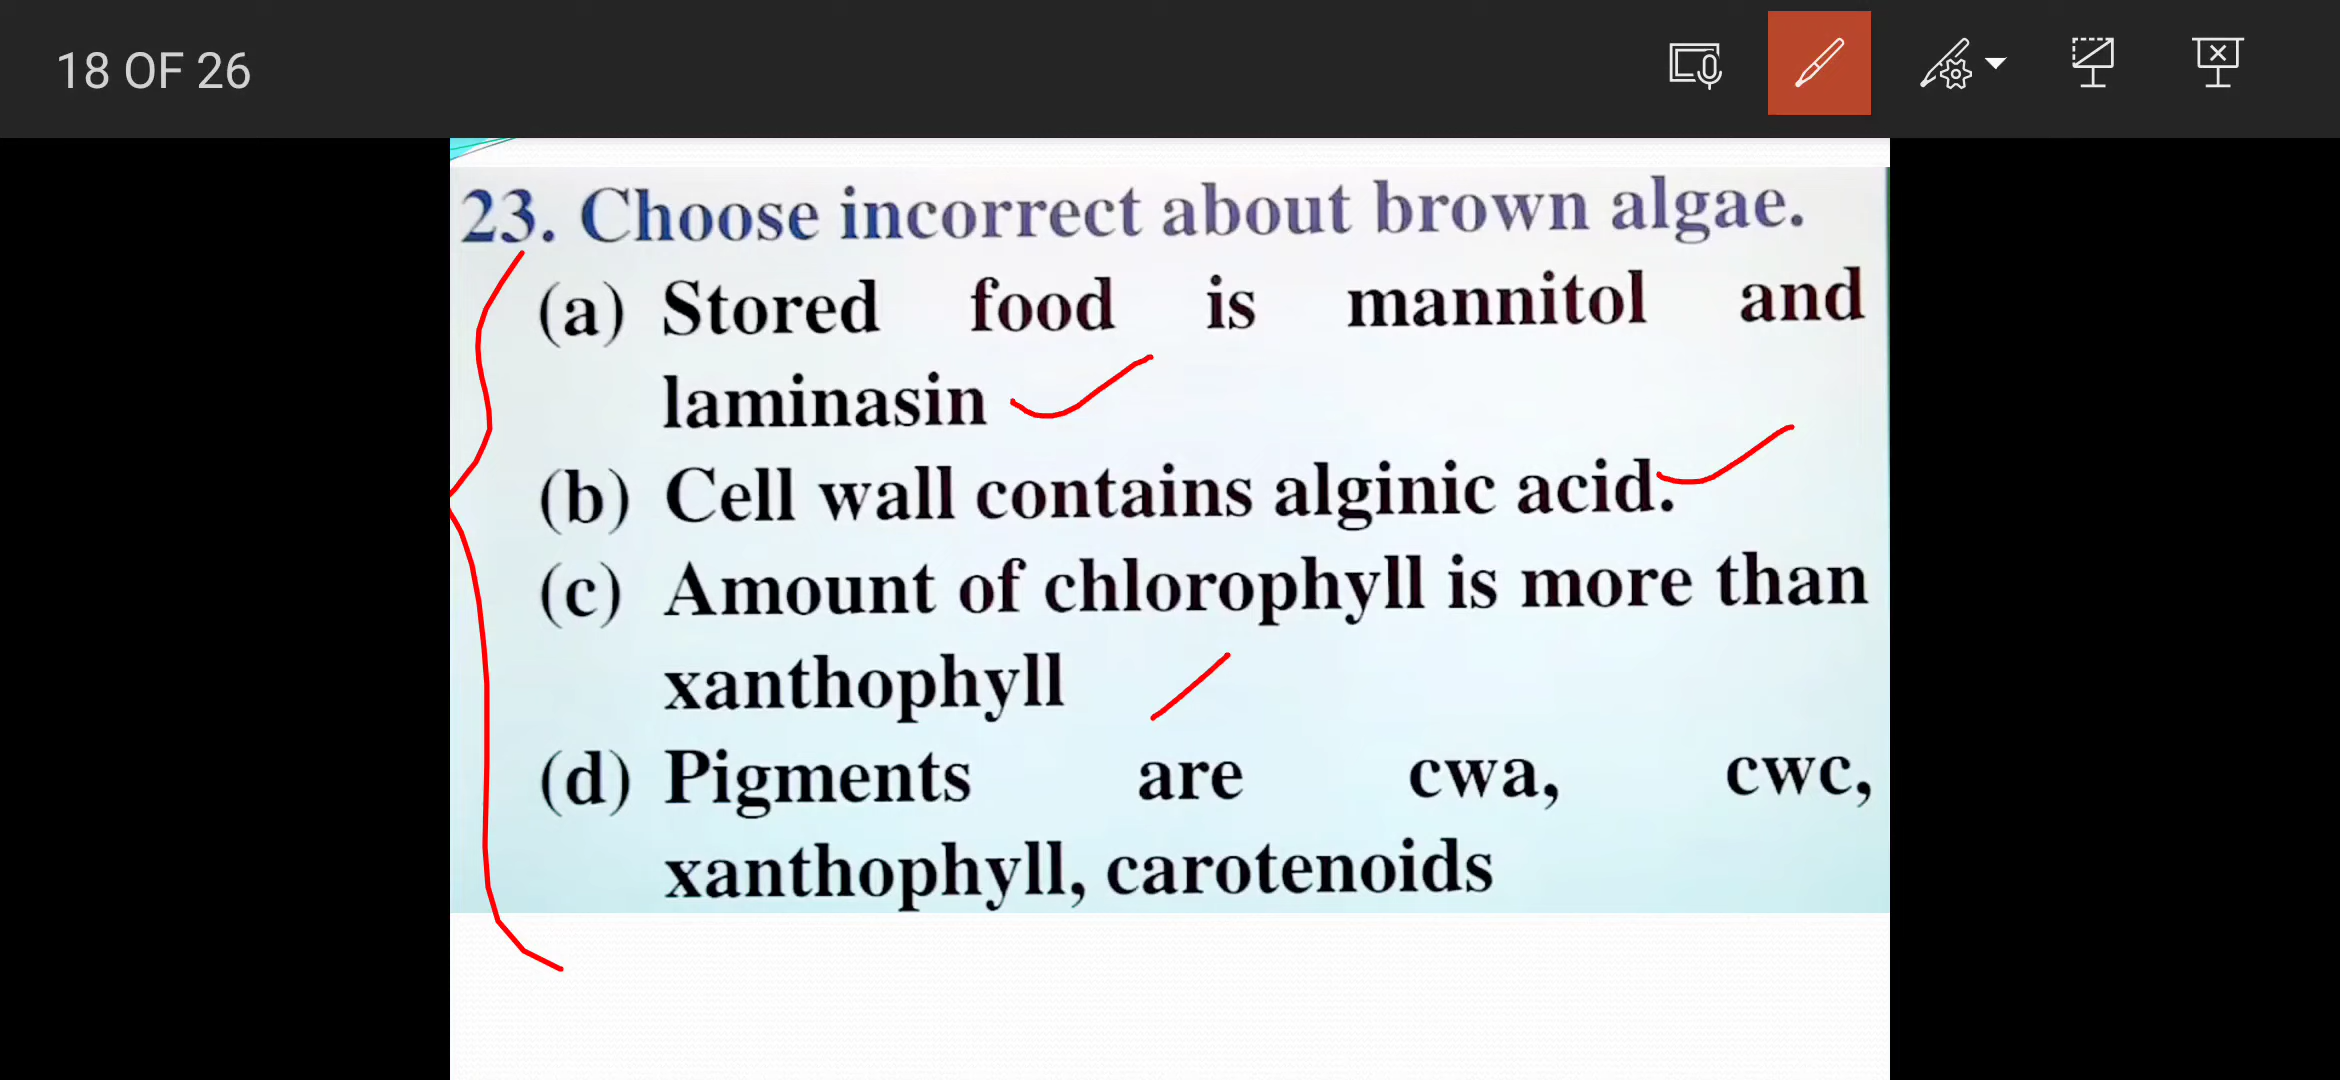 18 OF 26
23. Choose incorrect about brown algae.
(a) Stored food is mannitol and
laminasin
(b) Cell wall contains alginic acid.
(c) Amount of chlorophyll is more than
xanthophyll
(d) Pigments are cwa, cwc,
xanthophyll, carotenoids